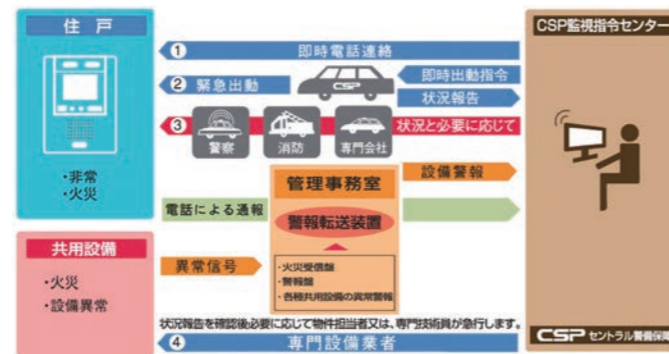 住戸
・非常
・火災
共用設備
・火災
・設備異常
① 即時電話連絡
② 緊急出動
CSP
即時出動指令
状況報告
③
警察
消防
専門会社
状況と必要に応じて
管理事務室
警報転送装置
・火災受信盤
・警報盤
・各種共用設備の異常警報
設備警報
電話による通報
異常信号
状況報告を確認後必要に応じて物件担当者又は、専門技術員が急行します。
④ 専門設備業者
CSP監視指令センター
CSP セントラル警備保障